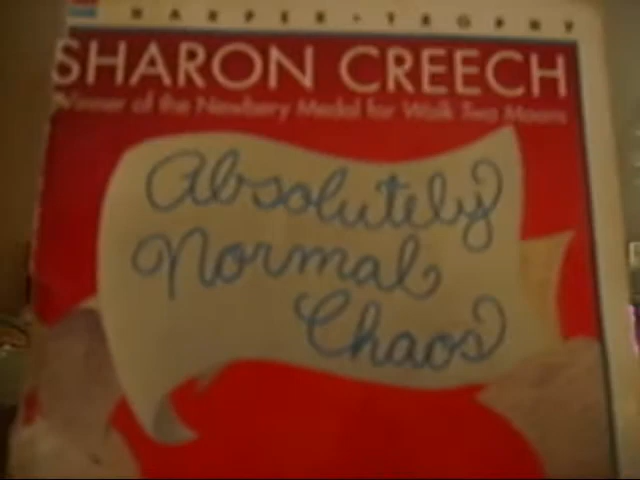 HARPER • TROPHY
SHARON CREECH
Winner of the Newbery Medal for Walk Two Moons
Absolutely
Normal
Chaos